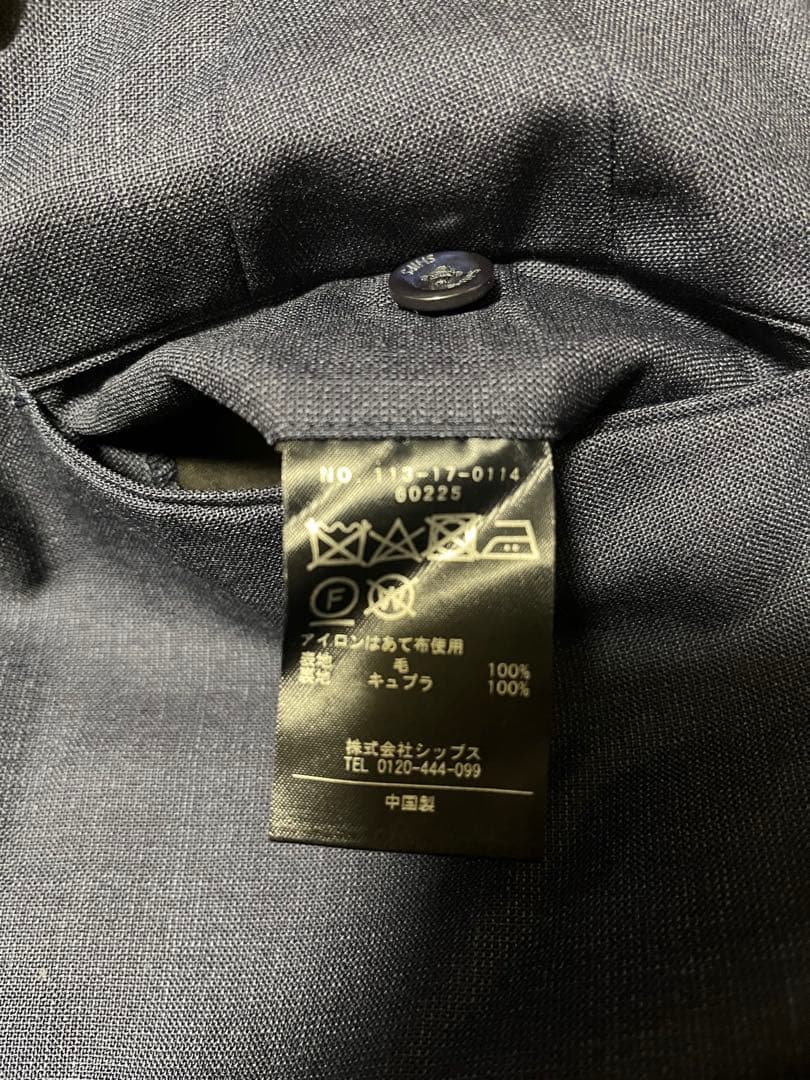 SHIPS
NO. 113-17-0114
60225
F W
アイロンはあて布使用
表地 毛 100%
裏地 キュプラ 100%
株式会社シップス
TEL 0120-444-099
中国製